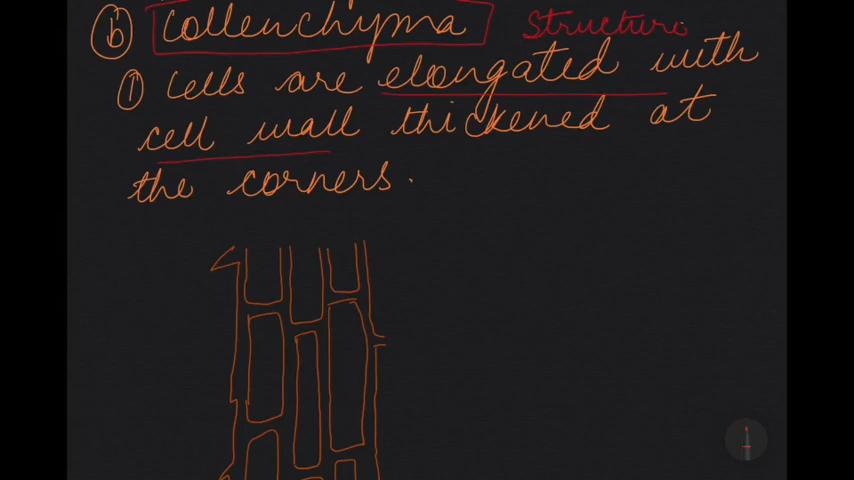 ⓑ Collenchyma Structure
① Cells are elongated with
cell wall thickened at
the corners.